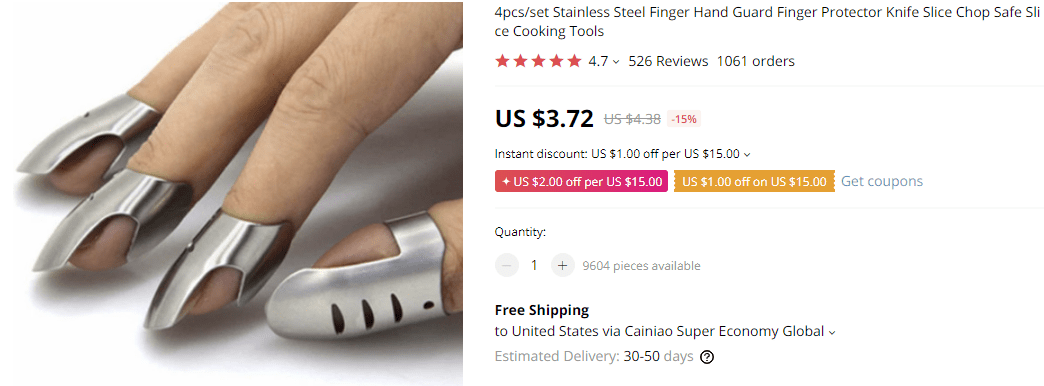 4pcs/set Stainless Steel Finger Hand Guard Finger Protector Knife Slice Chop Safe Sli
ce Cooking Tools
4.7 526 Reviews 1061 orders
US $3.72 US $4.38 -15%
Instant discount: US $1.00 off per US $15.00
US $2.00 off per US $15.00 US $1.00 off on US $15.00 Get coupons
Quantity:
1 9604 pieces available
Free Shipping
to United States via Cainiao Super Economy Global
Estimated Delivery: 30-50 days